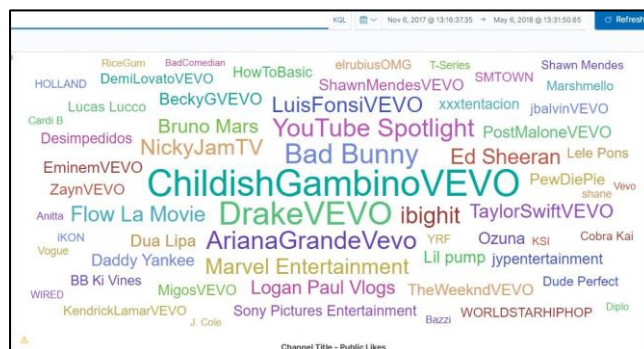 KQL Nov 6, 2017 @ 13:16:37.35 → May 6, 2018 @ 13:31:50.65 Refresh
RiceGum BadComedian elrubiusOMG T-Series Shawn Mendes
HOLLAND DemiLovatoVEVO HowToBasic ShawnMendesVEVO SMTOWN Marshmello
Lucas Lucco BeckyGVEVO LuisFonsiVEVO xxxtentacion jbalvinVEVO
Cardi B Bruno Mars YouTube Spotlight PostMaloneVEVO
Desimpedidos NickyJamTV Bad Bunny Ed Sheeran Lele Pons
EminemVEVO ChildishGambinoVEVO PewDiePie
ZaynVEVO shane Vevo
Anitta Flow La Movie DrakeVEVO ibighit TaylorSwiftVEVO
iKON Dua Lipa ArianaGrandeVevo YRF Ozuna KSI Cobra Kai
Vogue Daddy Yankee Marvel Entertainment Lil pump jypentertainment
BB Ki Vines Logan Paul Vlogs TheWeekndVEVO Dude Perfect
WIRED MigosVEVO Diplo
KendrickLamarVEVO J. Cole Sony Pictures Entertainment Bazzi WORLDSTARHIPHOP
Channel Title - Public Likes